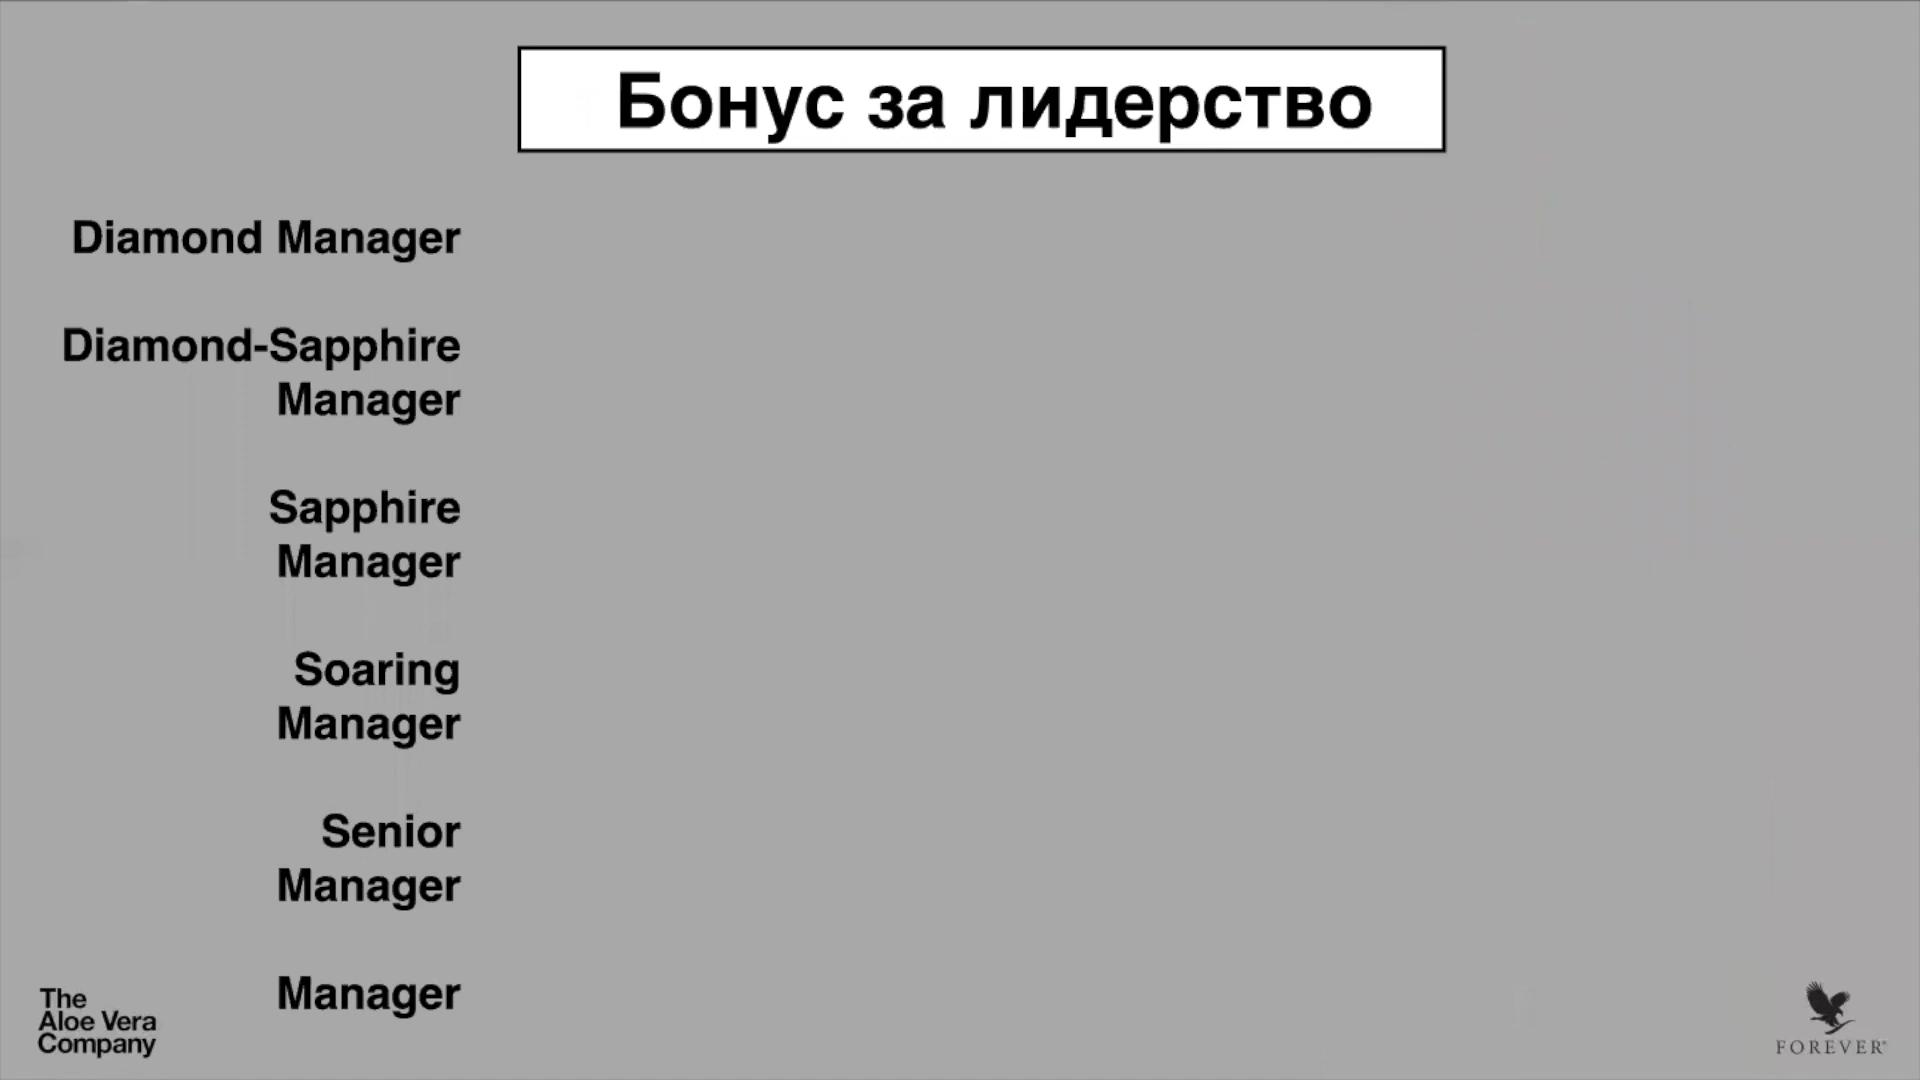 Бонус за лидерство
Diamond Manager
Diamond-Sapphire
Manager
Sapphire
Manager
Soaring
Manager
Senior
Manager
Manager
The
Aloe Vera
Company
FOREVER